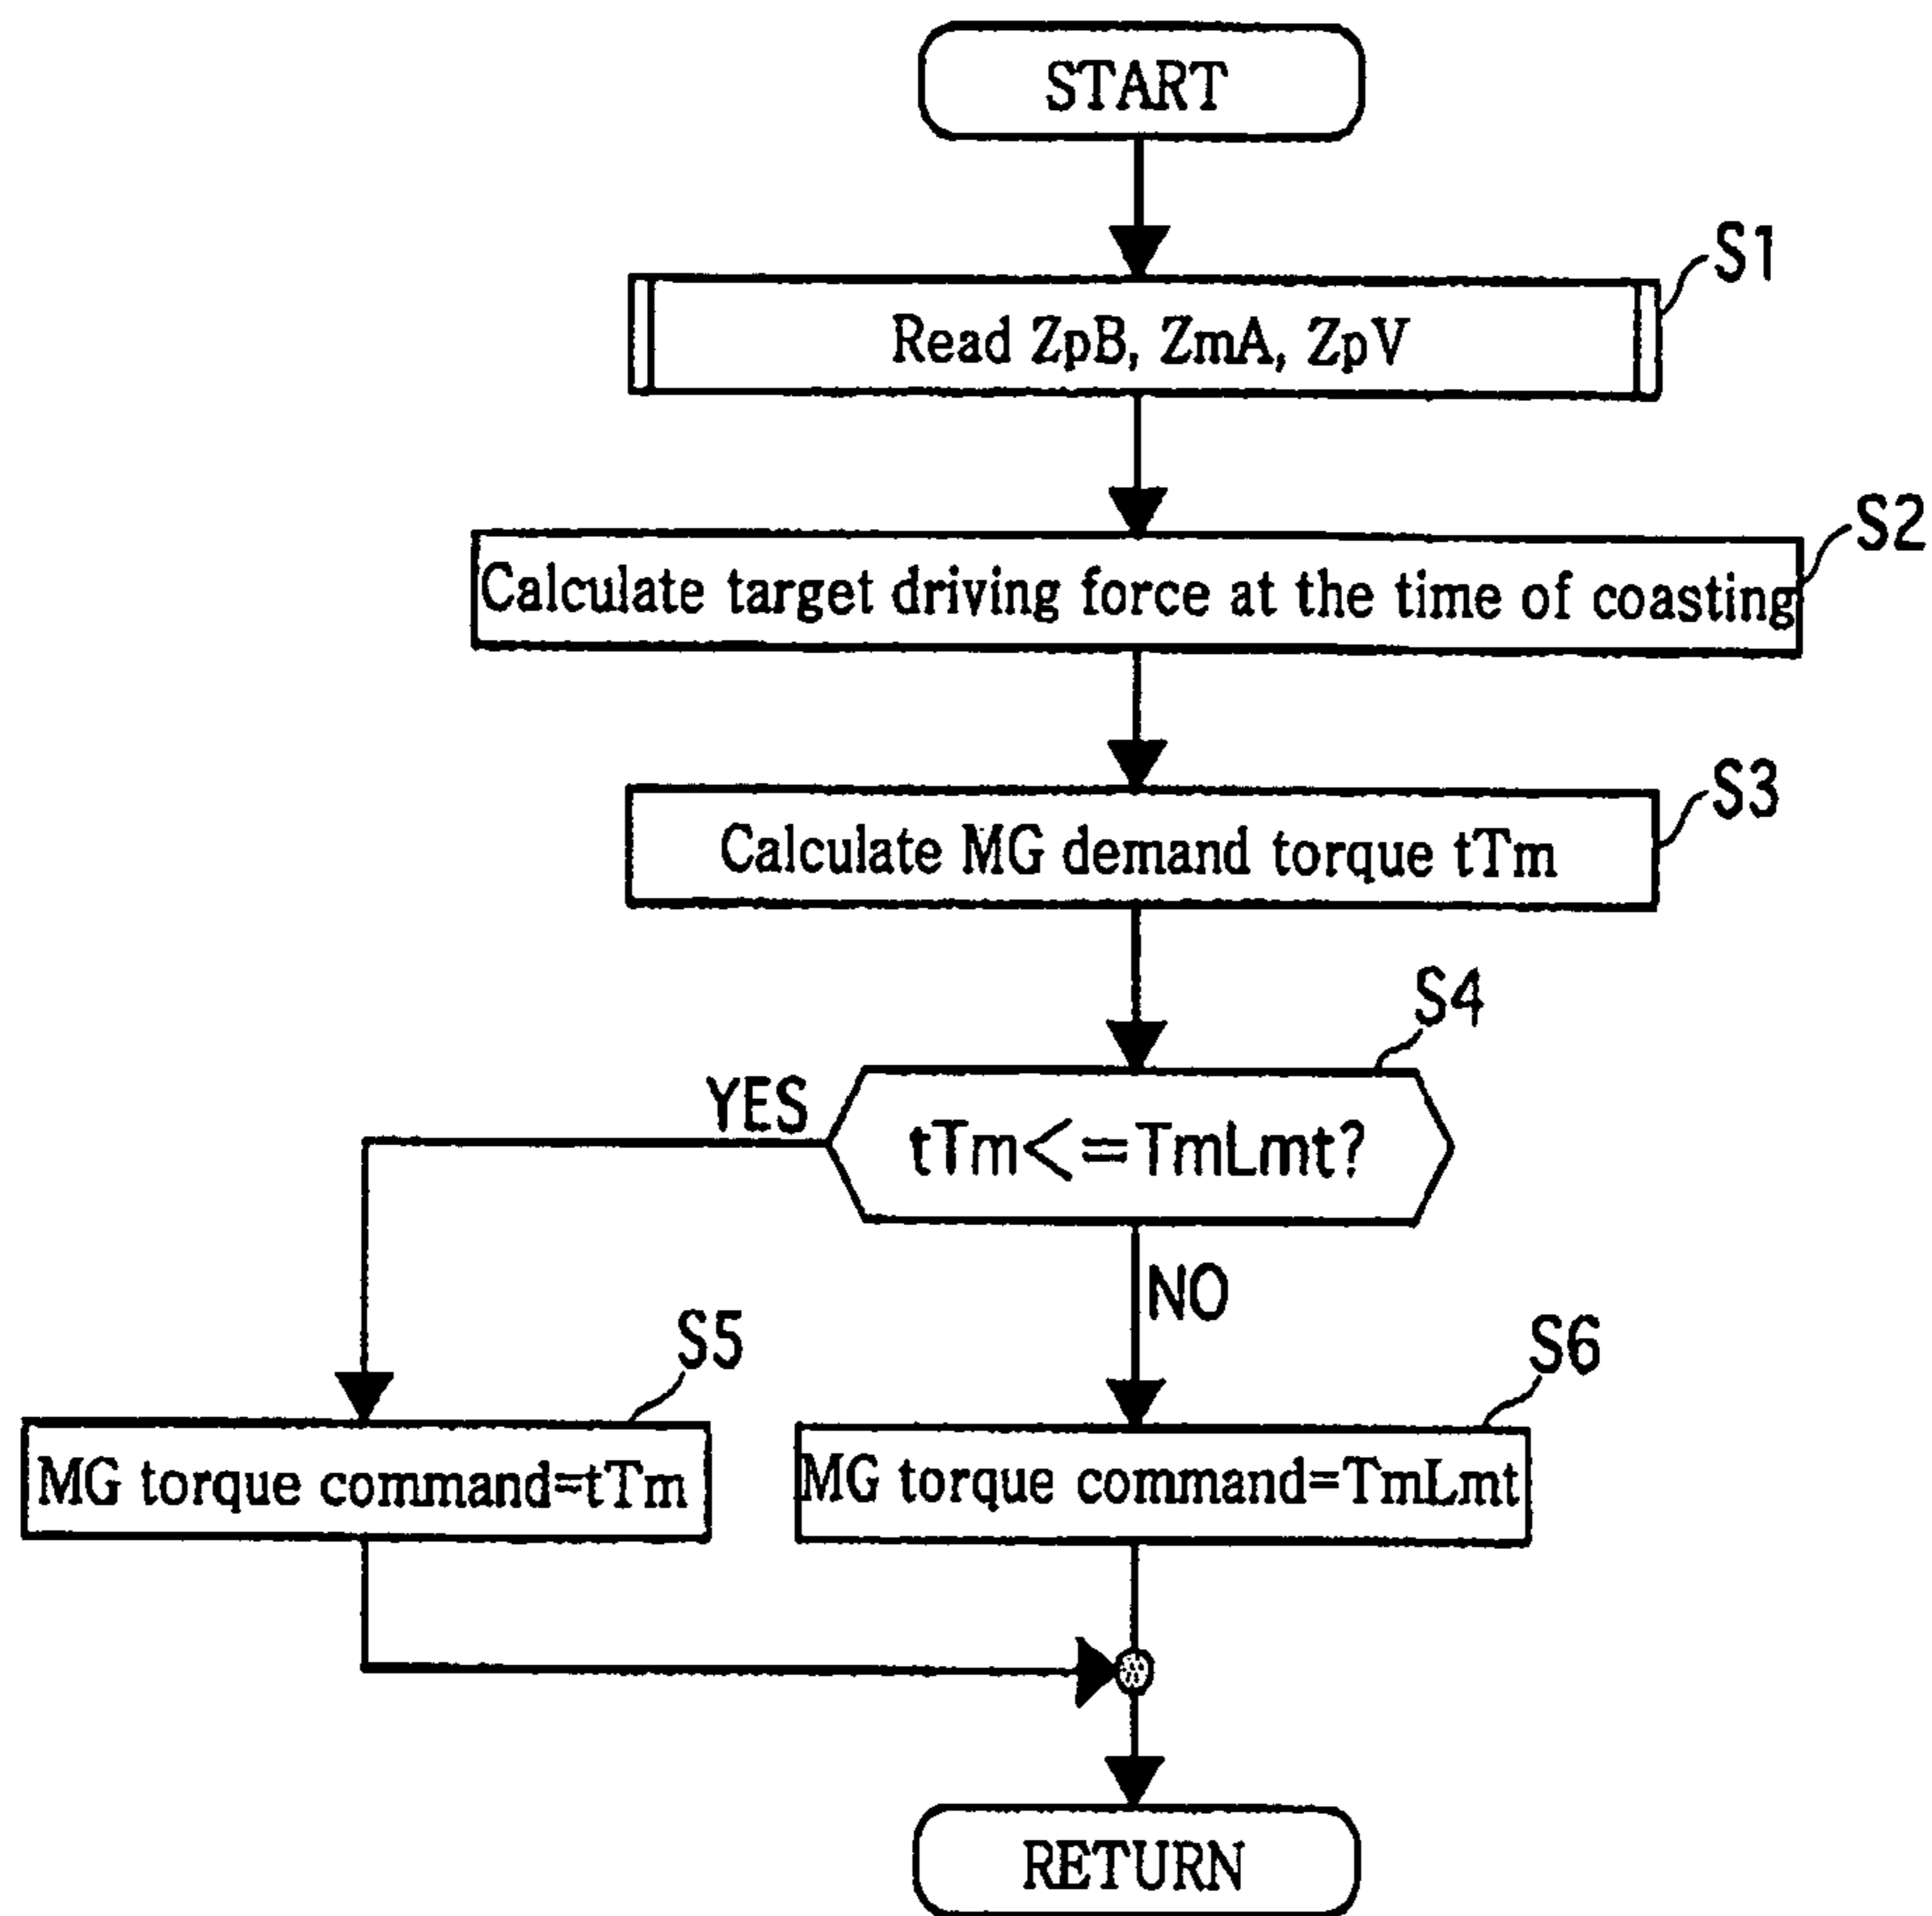 START
S1
Read ZpB, ZmA, ZpV
S2
Calculate target driving force at the time of coasting
S3
Calculate MG demand torque tTm
S4
YES
tTm<=TmLmt?
NO
S5
S6
MG torque command=tTm
MG torque command=TmLmt
RETURN